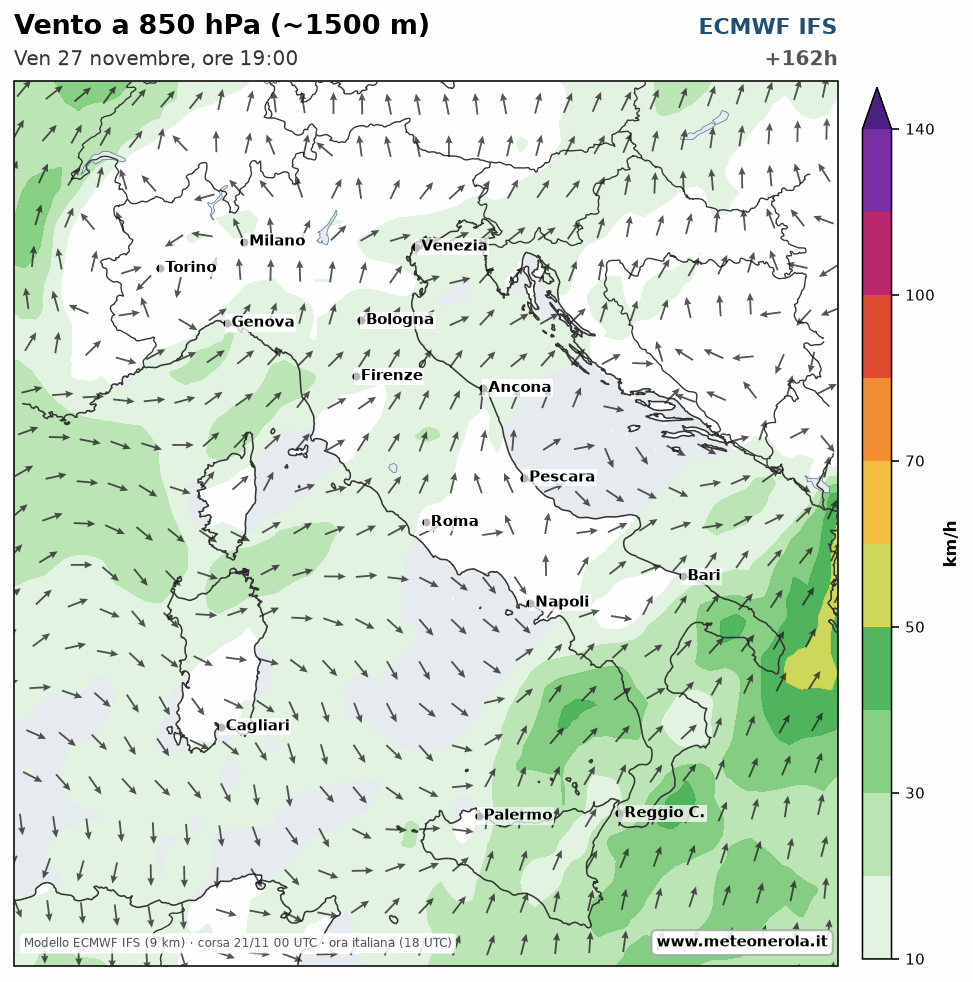 Vento a 850 hPa (~1500 m)
ECMWF IFS
Ven 27 novembre, ore 19:00
+162h
Milano
Venezia
Torino
Genova
Bologna
Firenze
Ancona
Pescara
Roma
Bari
Napoli
Cagliari
Palermo
Reggio C.
140
100
70
50
30
10
km/h
Modello ECMWF IFS (9 km) · corsa 21/11 00 UTC · ora italiana (18 UTC)
www.meteonerola.it